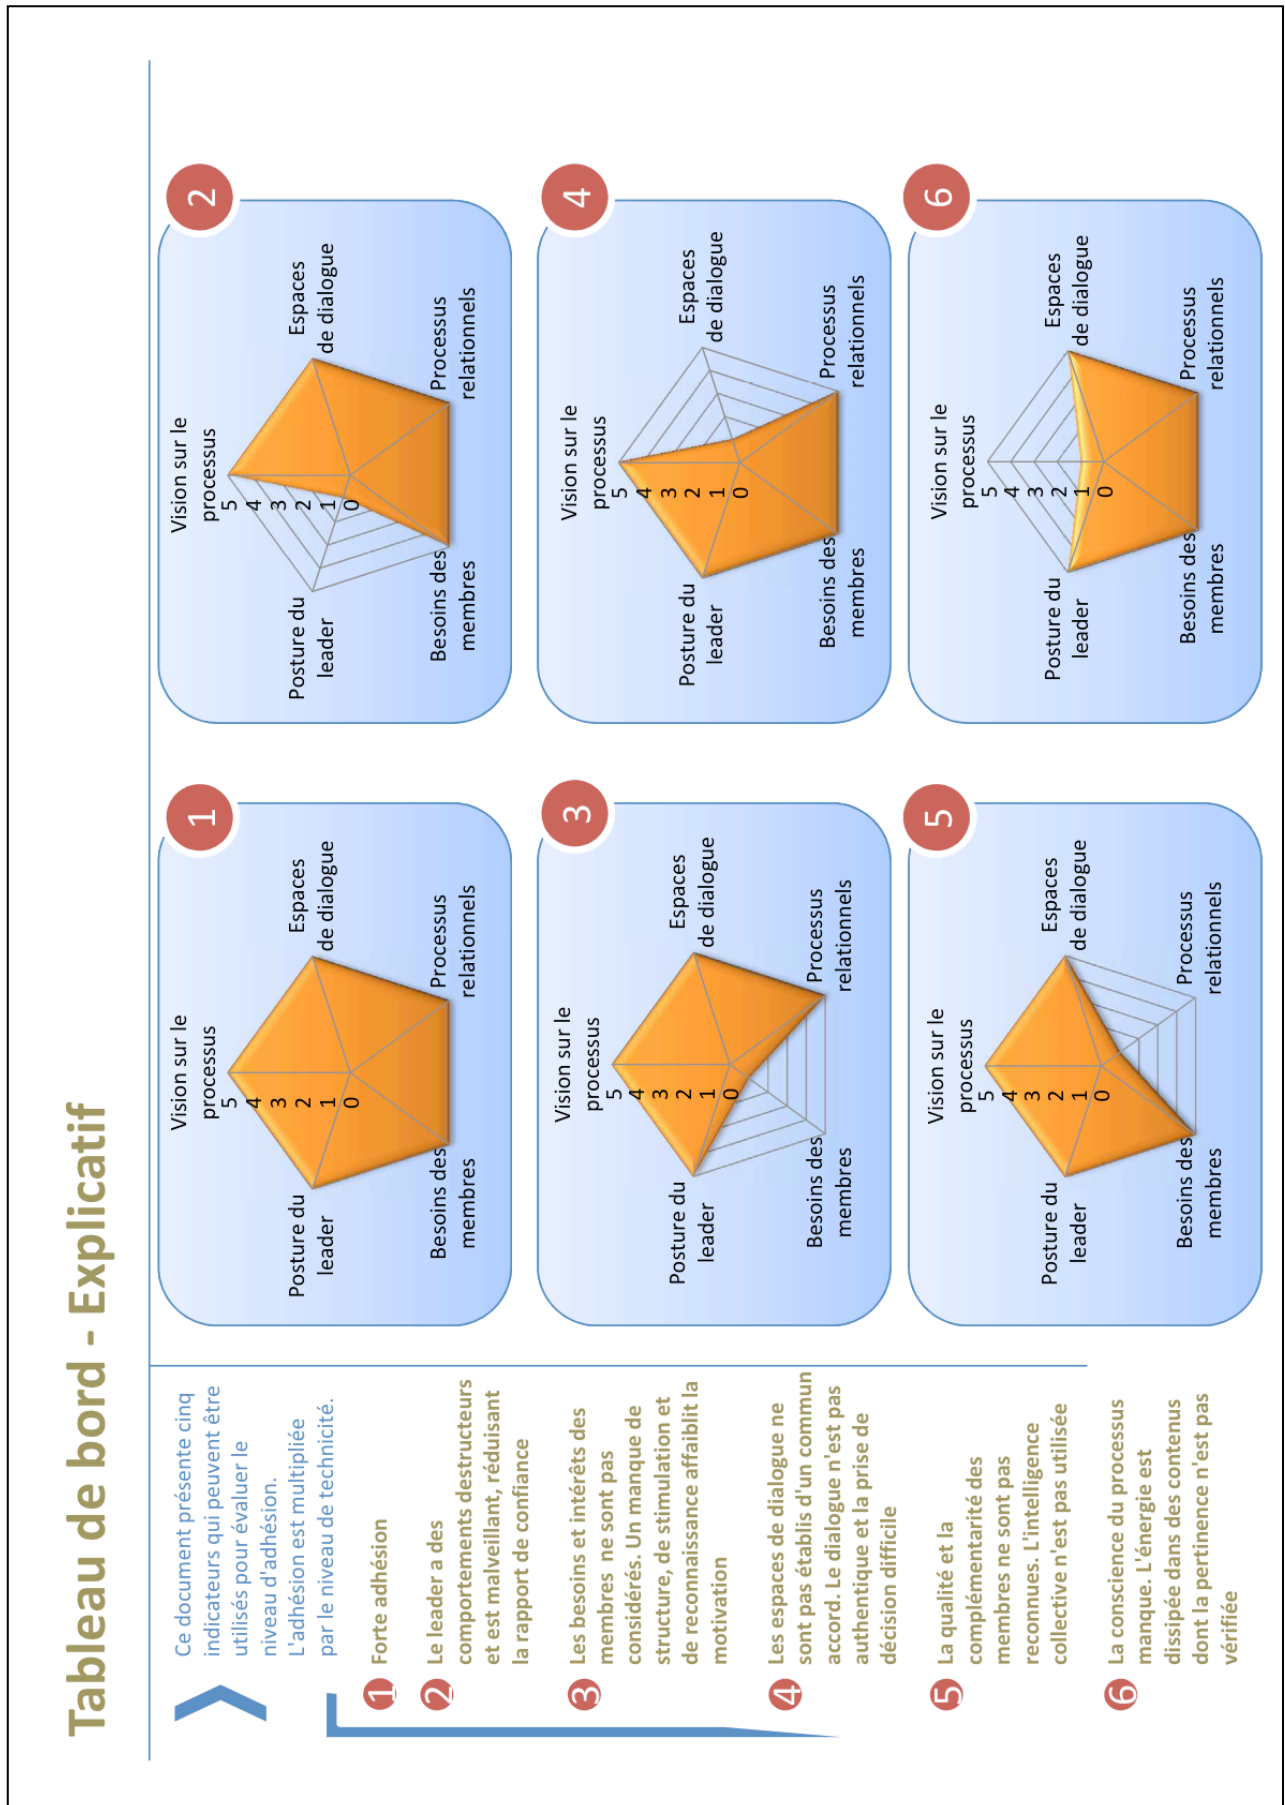 Tableau de bord - Explicatif
Ce document présente cinq
indicateurs qui peuvent être
utilisés pour évaluer le
niveau d'adhésion.
L'adhésion est multipliée
par le niveau de technicité.
1 Forte adhésion
2 Le leader a des
comportements destructeurs
et est malveillant, réduisant
la rapport de confiance
3 Les besoins et intérêts des
membres ne sont pas
considérés. Un manque de
structure, de stimulation et
de reconnaissance affaiblit la
motivation
4 Les espaces de dialogue ne
sont pas établis d'un commun
accord. Le dialogue n'est pas
authentique et la prise de
décision difficile
5 La qualité et la
complémentarité des
membres ne sont pas
reconnues. L'intelligence
collective n'est pas utilisée
6 La conscience du processus
manque. L'énergie est
dissipée dans des contenus
dont la pertinence n'est pas
vérifiée
1
Vision sur le
processus
5
4
3
2
1
0
Espaces
de dialogue
Processus
relationnels
Besoins des
membres
Posture du
leader
2
Vision sur le
processus
5
4
3
2
1
0
Espaces
de dialogue
Processus
relationnels
Besoins des
membres
Posture du
leader
3
Vision sur le
processus
5
4
3
2
1
0
Espaces
de dialogue
Processus
relationnels
Besoins des
membres
Posture du
leader
4
Vision sur le
processus
5
4
3
2
1
0
Espaces
de dialogue
Processus
relationnels
Besoins des
membres
Posture du
leader
5
Vision sur le
processus
5
4
3
2
1
0
Espaces
de dialogue
Processus
relationnels
Besoins des
membres
Posture du
leader
6
Vision sur le
processus
5
4
3
2
1
0
Espaces
de dialogue
Processus
relationnels
Besoins des
membres
Posture du
leader